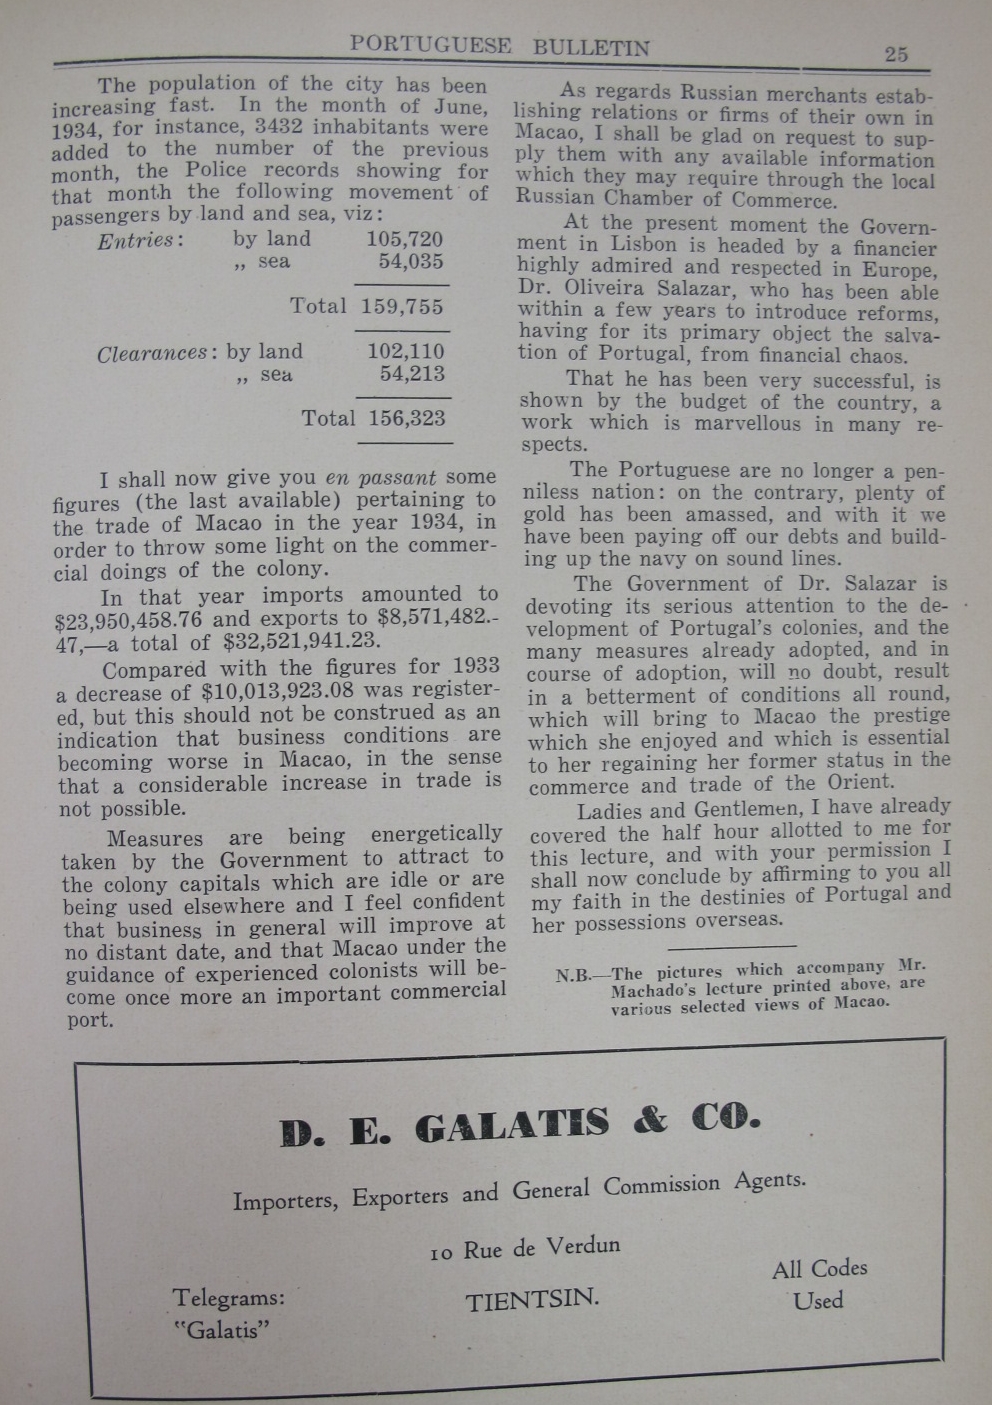 PORTUGUESE BULLETIN
25
The population of the city has been
increasing fast. In the month of June,
1934, for instance, 3432 inhabitants were
added to the number of the previous
month, the Police records showing for
that month the following movement of
passengers by land and sea, viz:
Entries: by land 105,720
,, sea 54,035
Total 159,755
Clearances: by land 102,110
,, sea 54,213
Total 156,323
I shall now give you en passant some
figures (the last available) pertaining to
the trade of Macao in the year 1934, in
order to throw some light on the commer-
cial doings of the colony.
In that year imports amounted to
$23,950,458.76 and exports to $8,571,482.-
47,—a total of $32,521,941.23.
Compared with the figures for 1933
a decrease of $10,013,923.08 was register-
ed, but this should not be construed as an
indication that business conditions are
becoming worse in Macao, in the sense
that a considerable increase in trade is
not possible.
Measures are being energetically
taken by the Government to attract to
the colony capitals which are idle or are
being used elsewhere and I feel confident
that business in general will improve at
no distant date, and that Macao under the
guidance of experienced colonists will be-
come once more an important commercial
port.
As regards Russian merchants estab-
lishing relations or firms of their own in
Macao, I shall be glad on request to sup-
ply them with any available information
which they may require through the local
Russian Chamber of Commerce.
At the present moment the Govern-
ment in Lisbon is headed by a financier
highly admired and respected in Europe,
Dr. Oliveira Salazar, who has been able
within a few years to introduce reforms,
having for its primary object the salva-
tion of Portugal, from financial chaos.
That he has been very successful, is
shown by the budget of the country, a
work which is marvellous in many re-
spects.
The Portuguese are no longer a pen-
niless nation: on the contrary, plenty of
gold has been amassed, and with it we
have been paying off our debts and build-
ing up the navy on sound lines.
The Government of Dr. Salazar is
devoting its serious attention to the de-
velopment of Portugal's colonies, and the
many measures already adopted, and in
course of adoption, will no doubt, result
in a betterment of conditions all round,
which will bring to Macao the prestige
which she enjoyed and which is essential
to her regaining her former status in the
commerce and trade of the Orient.
Ladies and Gentlemen, I have already
covered the half hour allotted to me for
this lecture, and with your permission I
shall now conclude by affirming to you all
my faith in the destinies of Portugal and
her possessions overseas.
N.B.—The pictures which accompany Mr.
Machado's lecture printed above, are
various selected views of Macao.
D. E. GALATIS & CO.
Importers, Exporters and General Commission Agents.
10 Rue de Verdun
TIENTSIN.
Telegrams:
"Galatis"
All Codes
Used